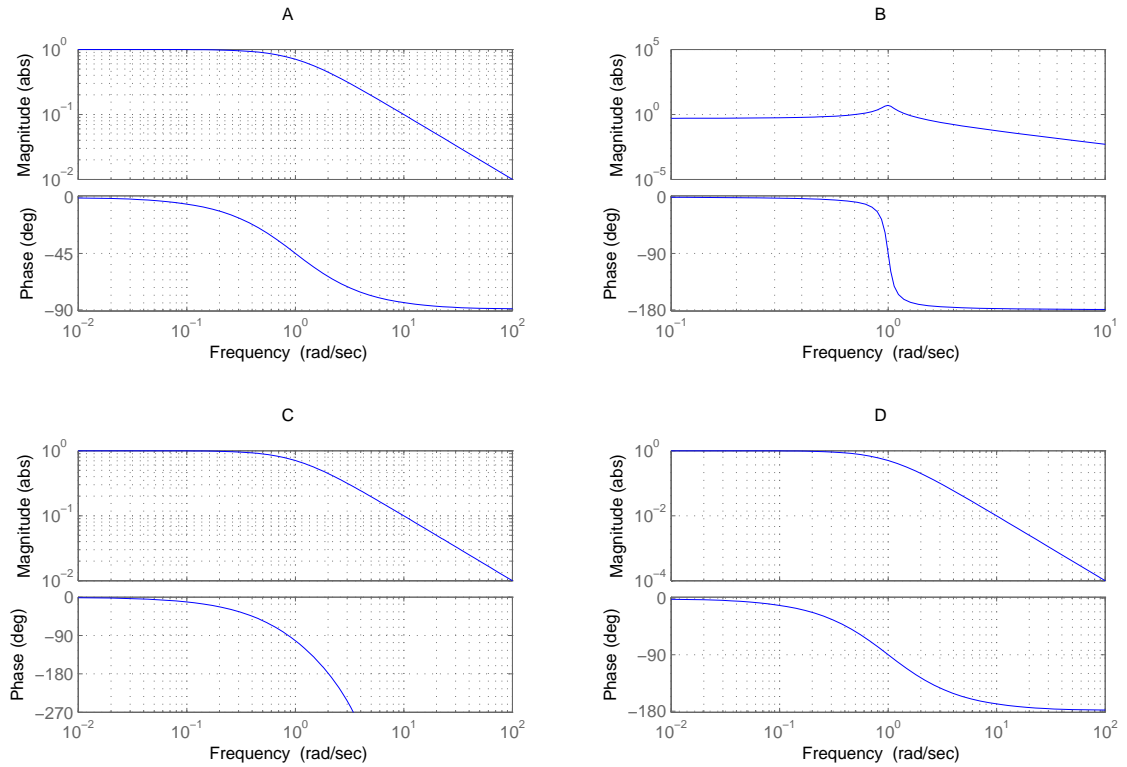 A
Magnitude (abs)
10^0
10^-1
10^-2
Phase (deg)
0
−45
−90
10^-2 10^-1 10^0 10^1 10^2
Frequency (rad/sec)
B
Magnitude (abs)
10^5
10^0
10^-5
Phase (deg)
0
−90
−180
10^-1 10^0 10^1
Frequency (rad/sec)
C
Magnitude (abs)
10^0
10^-1
10^-2
Phase (deg)
0
−90
−180
−270
10^-2 10^-1 10^0 10^1 10^2
Frequency (rad/sec)
D
Magnitude (abs)
10^0
10^-2
10^-4
Phase (deg)
0
−90
−180
10^-2 10^-1 10^0 10^1 10^2
Frequency (rad/sec)